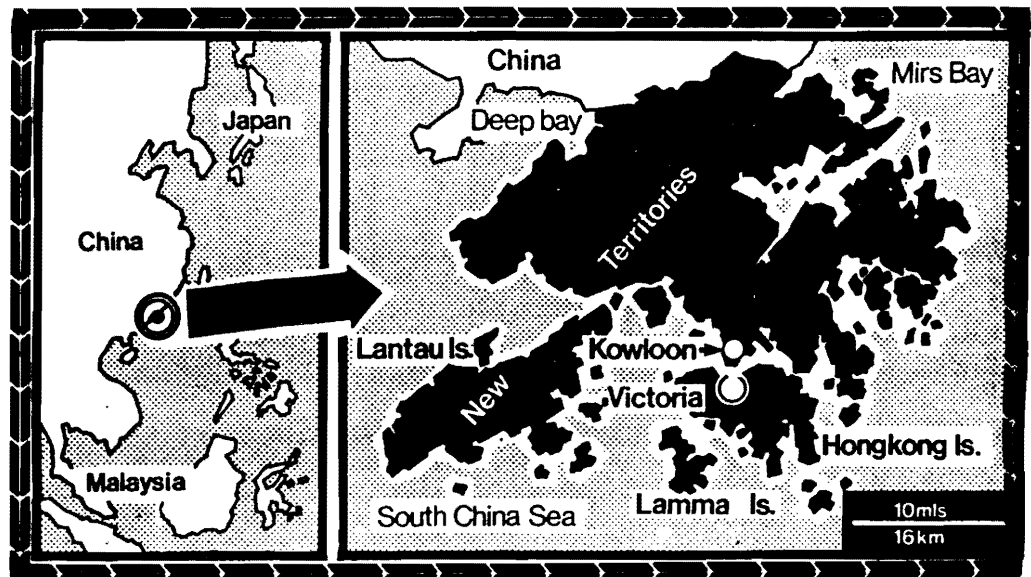 Japan
China
Malaysia
China
Mirs Bay
Deep bay
Territories
Lantau Is.
Kowloon
New
Victoria
Hongkong Is.
Lamma Is.
South China Sea
10mls
16km